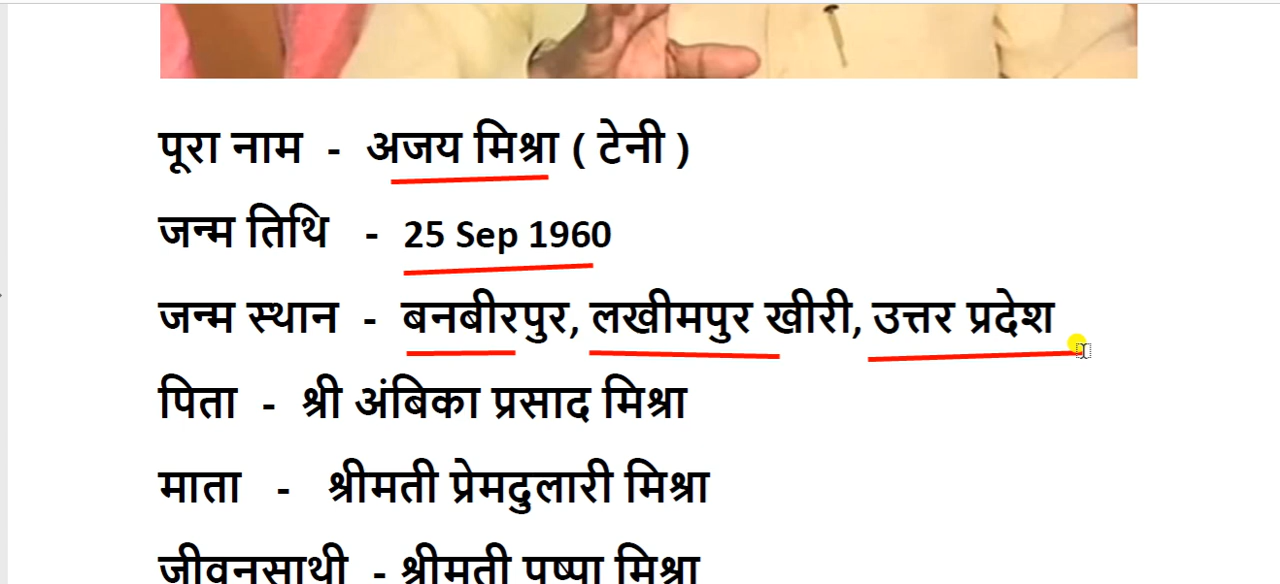 पूरा नाम - अजय मिश्रा ( टेनी )
जन्म तिथि - 25 Sep 1960
जन्म स्थान - बनबीरपुर, लखीमपुर खीरी, उत्तर प्रदेश
पिता - श्री अंबिका प्रसाद मिश्रा
माता - श्रीमती प्रेमदुलारी मिश्रा
जीवनसाथी - श्रीमती पुष्पा मिश्रा